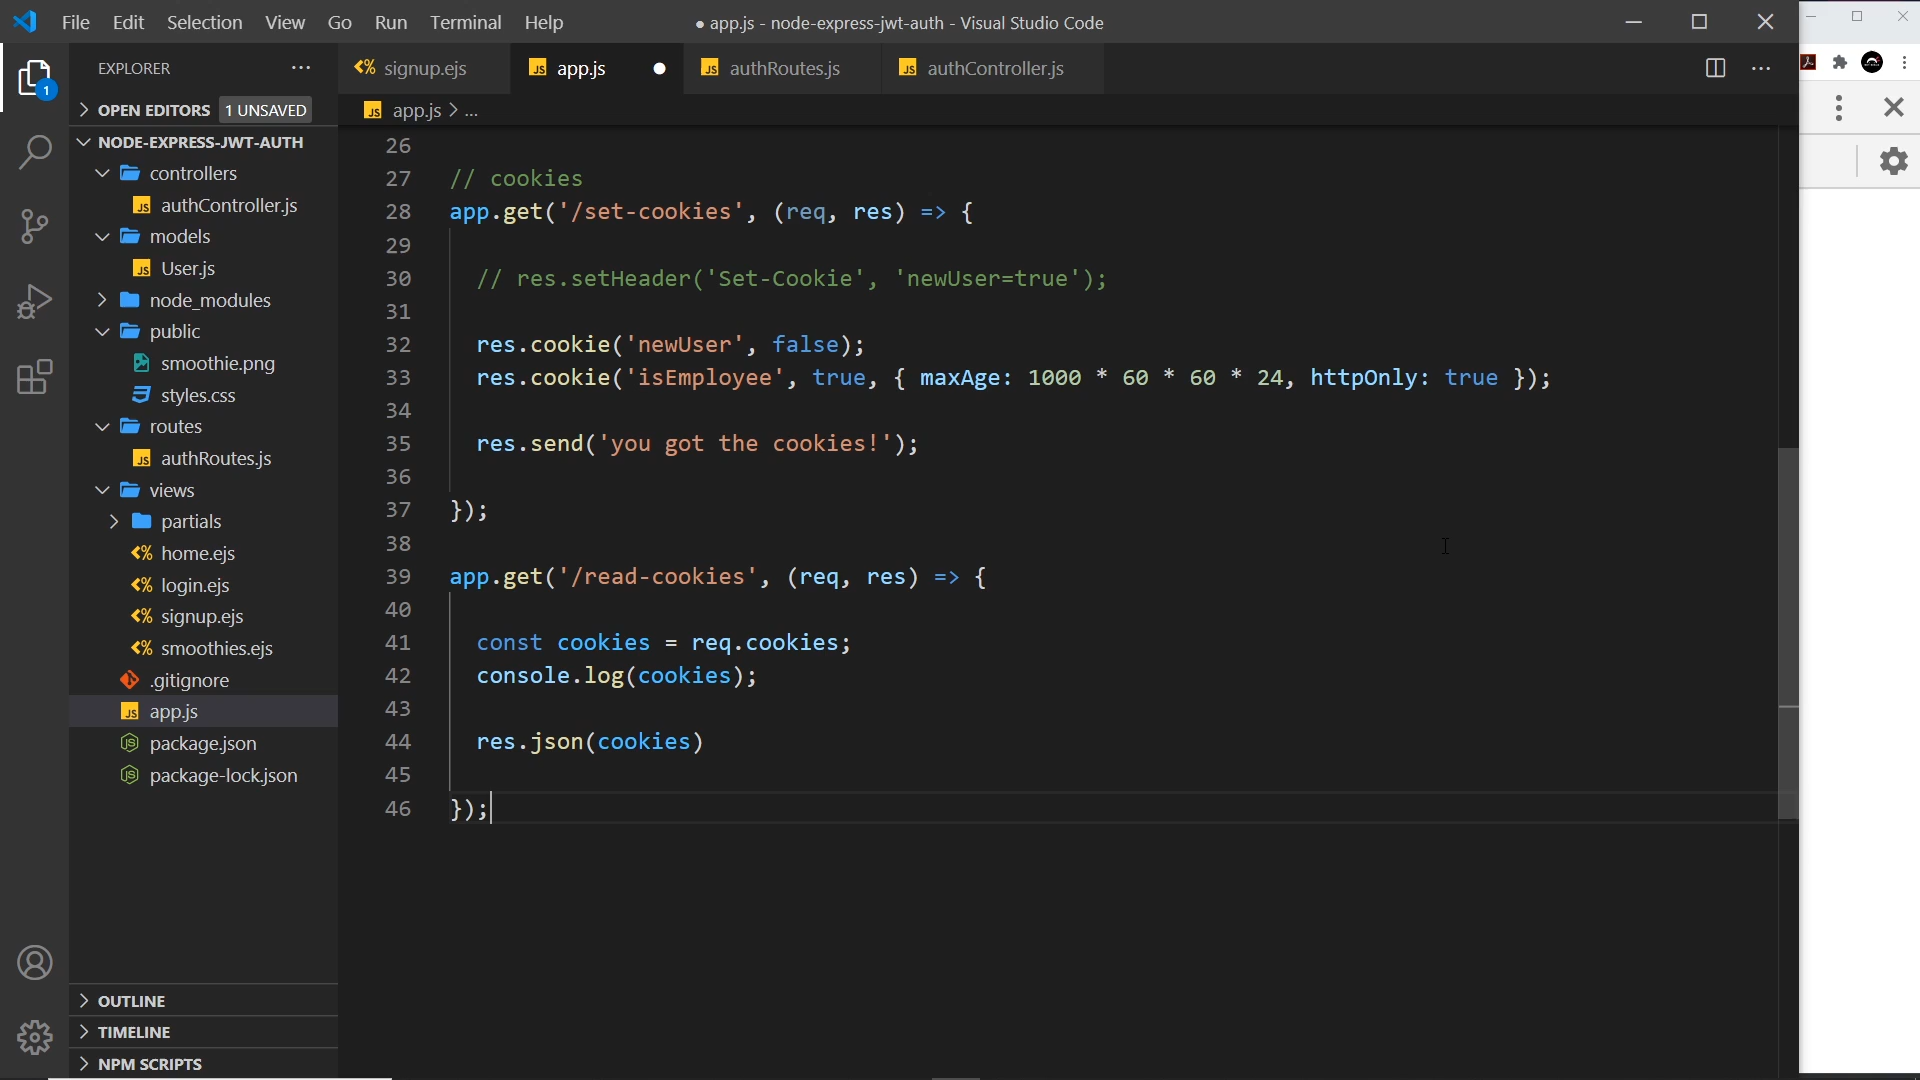 File Edit Selection View Go Run Terminal Help
● app.js - node-express-jwt-auth - Visual Studio Code
EXPLORER
signup.ejs
app.js
authRoutes.js
authController.js
OPEN EDITORS 1 UNSAVED
app.js > ...
NODE-EXPRESS-JWT-AUTH
controllers
authController.js
models
User.js
node_modules
public
smoothie.png
styles.css
routes
authRoutes.js
views
partials
home.ejs
login.ejs
signup.ejs
smoothies.ejs
.gitignore
app.js
package.json
package-lock.json
OUTLINE
TIMELINE
NPM SCRIPTS
1
26
27 // cookies
28 app.get('/set-cookies', (req, res) => {
29
30 // res.setHeader('Set-Cookie', 'newUser=true');
31
32 res.cookie('newUser', false);
33 res.cookie('isEmployee', true, { maxAge: 1000 * 60 * 60 * 24, httpOnly: true });
34
35 res.send('you got the cookies!');
36
37 });
38
39 app.get('/read-cookies', (req, res) => {
40
41 const cookies = req.cookies;
42 console.log(cookies);
43
44 res.json(cookies)
45
46 });